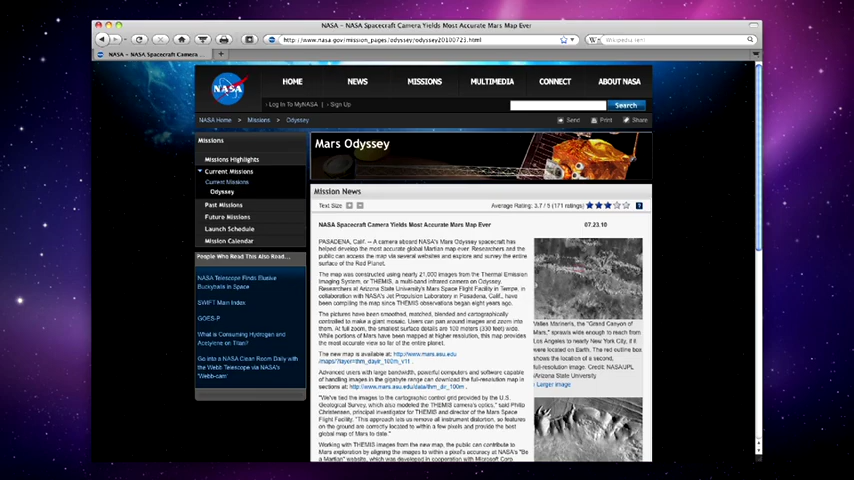 NASA - NASA Spacecraft Camera Yields Most Accurate Mars Map Ever
http://www.nasa.gov/mission_pages/odyssey/odyssey20100723.html
NASA - NASA Spacecraft Camera ...
NASA
HOME NEWS MISSIONS MULTIMEDIA CONNECT ABOUT NASA
› Log In To MyNASA | › Sign Up
Search
NASA Home > Missions > Odyssey
Send Print Share
Missions
Missions Highlights
Current Missions
Current Missions
Odyssey
Past Missions
Future Missions
Launch Schedule
Mission Calendar
People Who Read This Also Read...
NASA Telescope Finds Elusive
Buckyballs in Space
SWIFT Main Index
GOES-P
What is Consuming Hydrogen and
Acetylene on Titan?
Go into a NASA Clean Room Daily with
the Webb Telescope via NASA's
'Webb-cam'
Mars Odyssey
Mission News
Text Size
Average Rating: 3.7 / 5 (171 ratings)
NASA Spacecraft Camera Yields Most Accurate Mars Map Ever
07.23.10
PASADENA, Calif. -- A camera aboard NASA's Mars Odyssey spacecraft has
helped develop the most accurate global Martian map ever. Researchers and the
public can access the map via several websites and explore and survey the entire
surface of the Red Planet.
The map was constructed using nearly 21,000 images from the Thermal Emission
Imaging System, or THEMIS, a multi-band infrared camera on Odyssey.
Researchers at Arizona State University's Mars Space Flight Facility in Tempe, in
collaboration with NASA's Jet Propulsion Laboratory in Pasadena, Calif., have
been compiling the map since THEMIS observations began eight years ago.
The pictures have been smoothed, matched, blended and cartographically
controlled to make a giant mosaic. Users can pan around images and zoom into
them. At full zoom, the smallest surface details are 100 meters (330 feet) wide.
While portions of Mars have been mapped at higher resolution, this map provides
the most accurate view so far of the entire planet.
The new map is available at: http://www.mars.asu.edu
/maps/?layer=thm_dayir_100m_v11 .
Advanced users with large bandwidth, powerful computers and software capable
of handling images in the gigabyte range can download the full-resolution map in
sections at: http://www.mars.asu.edu/data/thm_dir_100m .
"We've tied the images to the cartographic control grid provided by the U.S.
Geological Survey, which also modeled the THEMIS camera's optics," said Philip
Christensen, principal investigator for THEMIS and director of the Mars Space
Flight Facility. "This approach lets us remove all instrument distortion, so features
on the ground are correctly located to within a few pixels and provide the best
global map of Mars to date."
Working with THEMIS images from the new map, the public can contribute to
Mars exploration by aligning the images to within a pixel's accuracy at NASA's "Be
a Martian" website, which was developed in cooperation with Microsoft Corp
Valles Marineris, the "Grand Canyon of
Mars," sprawls wide enough to reach from
Los Angeles to nearly New York City, if it
were located on Earth. The red outline box
shows the location of a second,
full-resolution image. Credit: NASA/JPL
/Arizona State University
› Larger image